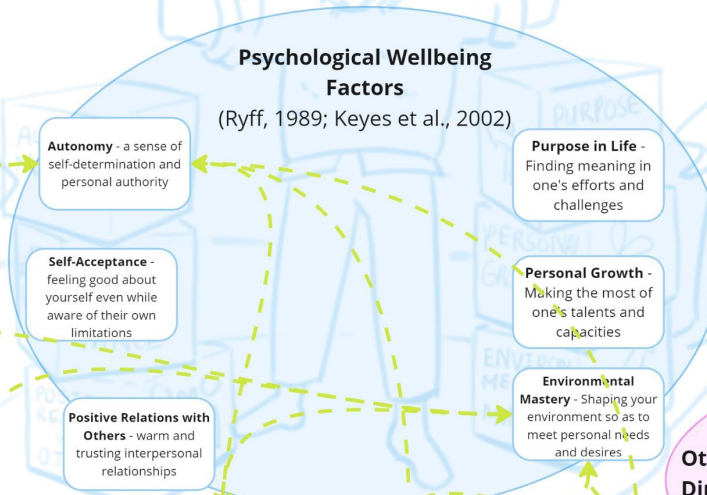 Psychological Wellbeing
Factors
(Ryff, 1989; Keyes et al., 2002)
Autonomy - a sense of
self-determination and
personal authority
Purpose in Life -
Finding meaning in
one's efforts and
challenges
Self-Acceptance -
feeling good about
yourself even while
aware of their own
limitations
Personal Growth -
Making the most of
one's talents and
capacities
Positive Relations with
Others - warm and
trusting interpersonal
relationships
Environmental
Mastery - Shaping your
environment so as to
meet personal needs
and desires
PURPOSE
PERSONAL